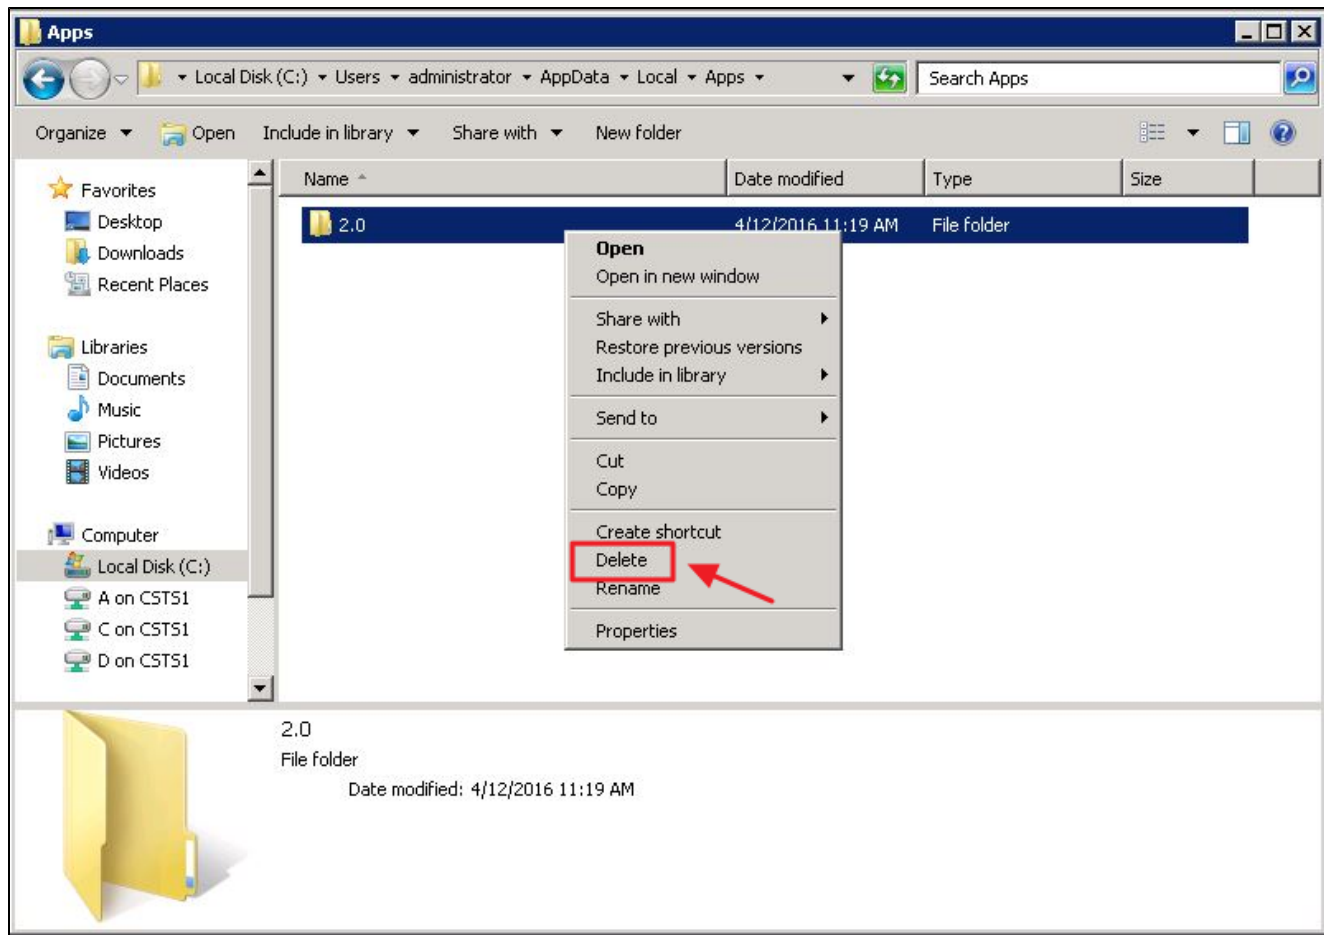 Apps
Local Disk (C:) Users administrator AppData Local Apps
Search Apps
Organize Open Include in library Share with New folder
Name Date modified Type Size
Favorites
Desktop
Downloads
Recent Places
Libraries
Documents
Music
Pictures
Videos
Computer
Local Disk (C:)
A on CSTS1
C on CSTS1
D on CSTS1
2.0 4/12/2016 11:19 AM File folder
Open
Open in new window
Share with
Restore previous versions
Include in library
Send to
Cut
Copy
Create shortcut
Delete
Rename
Properties
2.0
File folder
Date modified: 4/12/2016 11:19 AM